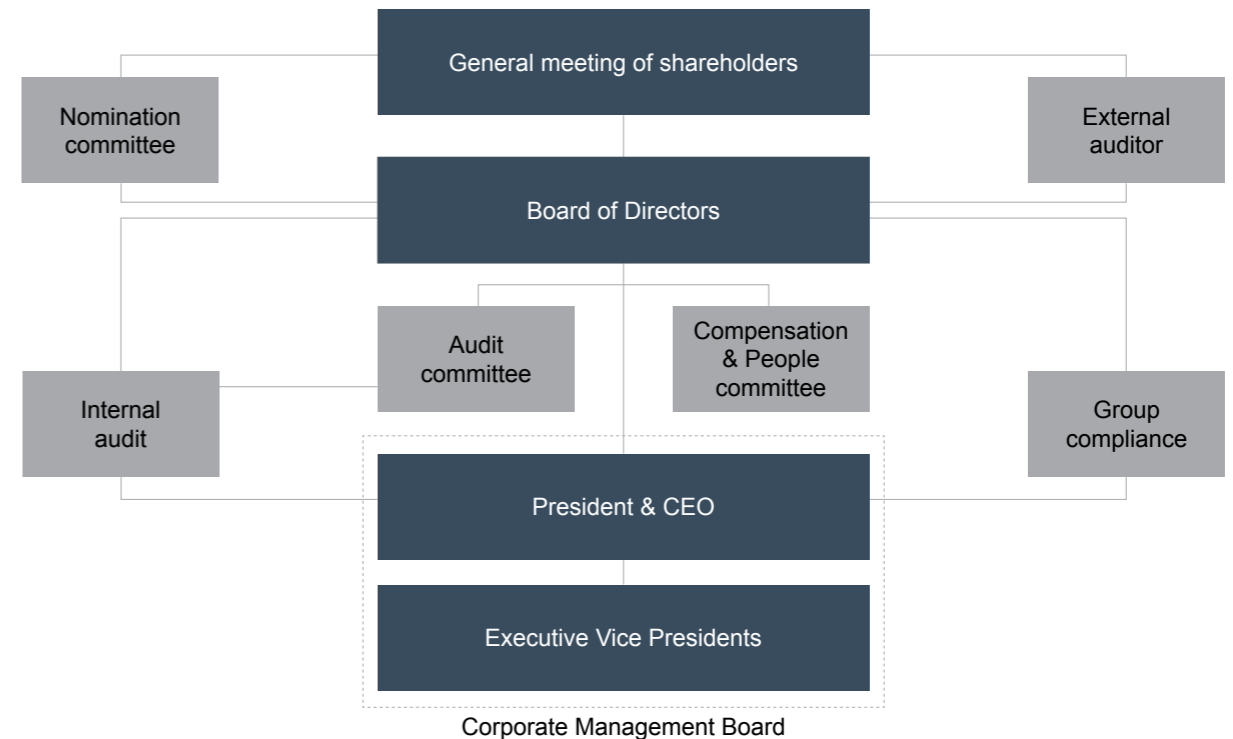 General meeting of shareholders
Nomination
committee
External
auditor
Board of Directors
Audit
committee
Compensation
& People
committee
Internal
audit
Group
compliance
President & CEO
Executive Vice Presidents
Corporate Management Board